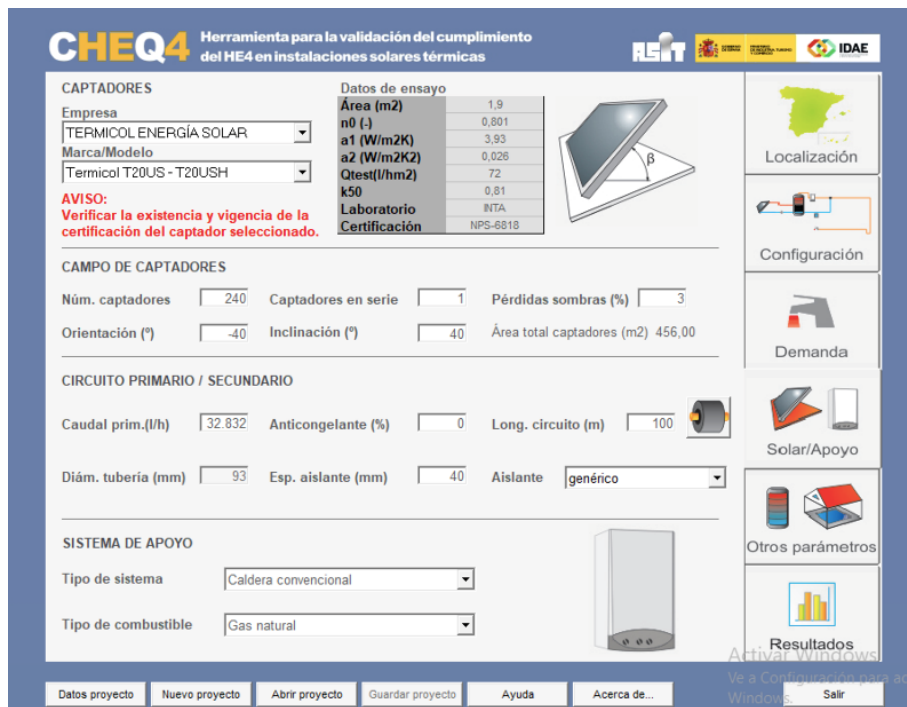 CHEQ4
Herramienta para la validación del cumplimiento
del HE4 en instalaciones solares térmicas
ASIT
IDAE
CAPTADORES
Empresa
TERMICOL ENERGÍA SOLAR
Marca/Modelo
Termicol T20US - T20USH
AVISO:
Verificar la existencia y vigencia de la
certificación del captador seleccionado.
Datos de ensayo
Área (m2) 1,9
n0 (-) 0,801
a1 (W/m2K) 3,93
a2 (W/m2K2) 0,026
Qtest(l/hm2) 72
k50 0,81
Laboratorio INTA
Certificación NPS-6818
β
CAMPO DE CAPTADORES
Núm. captadores 240 Captadores en serie 1 Pérdidas sombras (%) 3
Orientación (º) -40 Inclinación (º) 40 Área total captadores (m2) 456,00
CIRCUITO PRIMARIO / SECUNDARIO
Caudal prim.(l/h) 32.832 Anticongelante (%) 0 Long. circuito (m) 100
Diám. tubería (mm) 93 Esp. aislante (mm) 40 Aislante genérico
SISTEMA DE APOYO
Tipo de sistema Caldera convencional
Tipo de combustible Gas natural
Localización
Configuración
Demanda
Solar/Apoyo
Otros parámetros
Resultados
Activar Windows
Ve a Configuración para ac
Windows.
Datos proyecto Nuevo proyecto Abrir proyecto Guardar proyecto Ayuda Acerca de... Salir